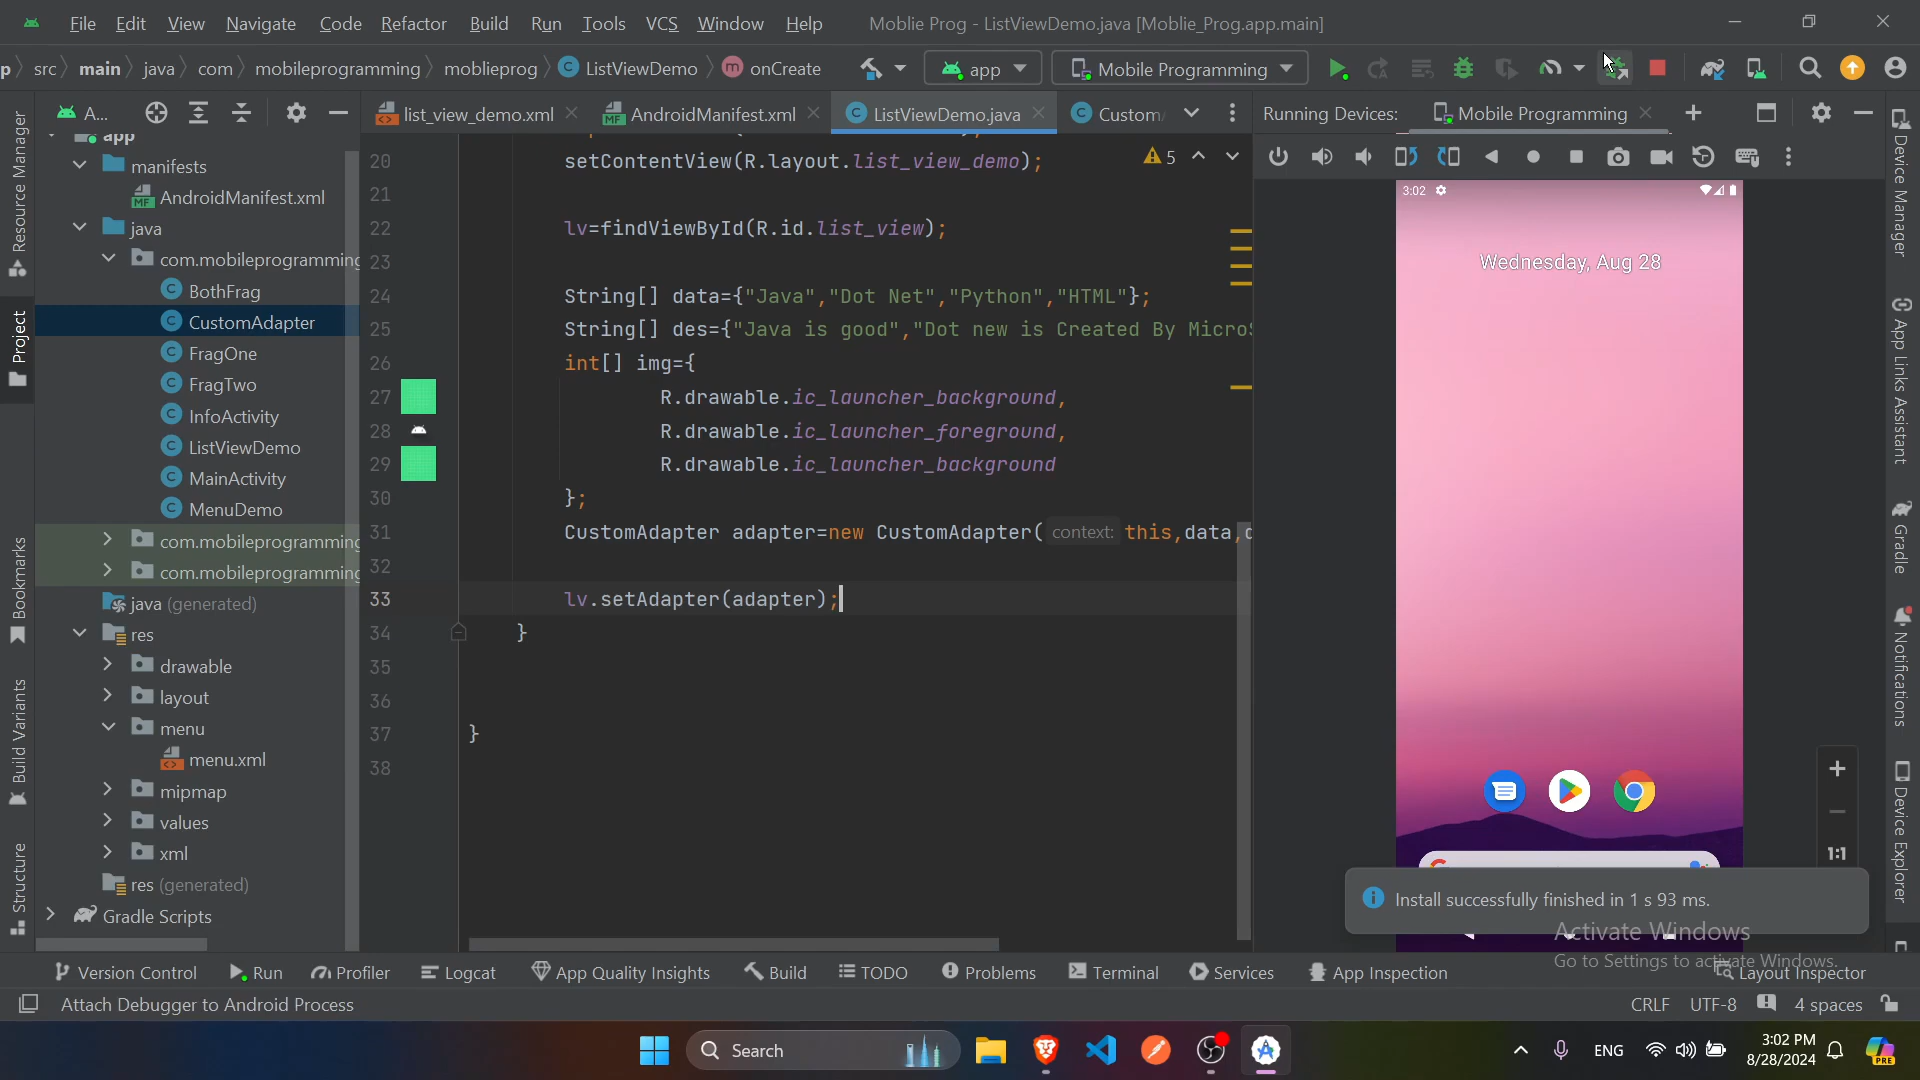 File Edit View Navigate Code Refactor Build Run Tools VCS Window Help Moblie Prog - ListViewDemo.java [Moblie_Prog.app.main]
p src main java com mobileprogramming moblieprog ListViewDemo onCreate app Mobile Programming
A... list_view_demo.xml AndroidManifest.xml ListViewDemo.java Custom Running Devices: Mobile Programming
app
manifests
AndroidManifest.xml
java
com.mobileprogramming
BothFrag
CustomAdapter
FragOne
FragTwo
InfoActivity
ListViewDemo
MainActivity
MenuDemo
com.mobileprogramming
com.mobileprogramming
java (generated)
res
drawable
layout
menu
menu.xml
mipmap
values
xml
res (generated)
Gradle Scripts
Resource Manager
Project
Bookmarks
Build Variants
Structure
20 setContentView(R.layout.list_view_demo);
21
22 lv=findViewById(R.id.list_view);
23
24 String[] data={"Java","Dot Net","Python","HTML"};
25 String[] des={"Java is good","Dot new is Created By MicroS
26 int[] img={
27 R.drawable.ic_launcher_background,
28 R.drawable.ic_launcher_foreground,
29 R.drawable.ic_launcher_background
30 };
31 CustomAdapter adapter=new CustomAdapter( context: this,data,d
32
33 lv.setAdapter(adapter);
34 }
35
36
37 }
38
5
3:02
Wednesday, Aug 28
1:1
Install successfully finished in 1 s 93 ms.
Activate Windows
Go to Settings to activate Windows.
Device Manager
App Links Assistant
Gradle
Notifications
Device Explorer
Version Control Run Profiler Logcat App Quality Insights Build TODO Problems Terminal Services App Inspection Layout Inspector
Attach Debugger to Android Process CRLF UTF-8 4 spaces
Search ENG 3:02 PM
8/28/2024
PRE